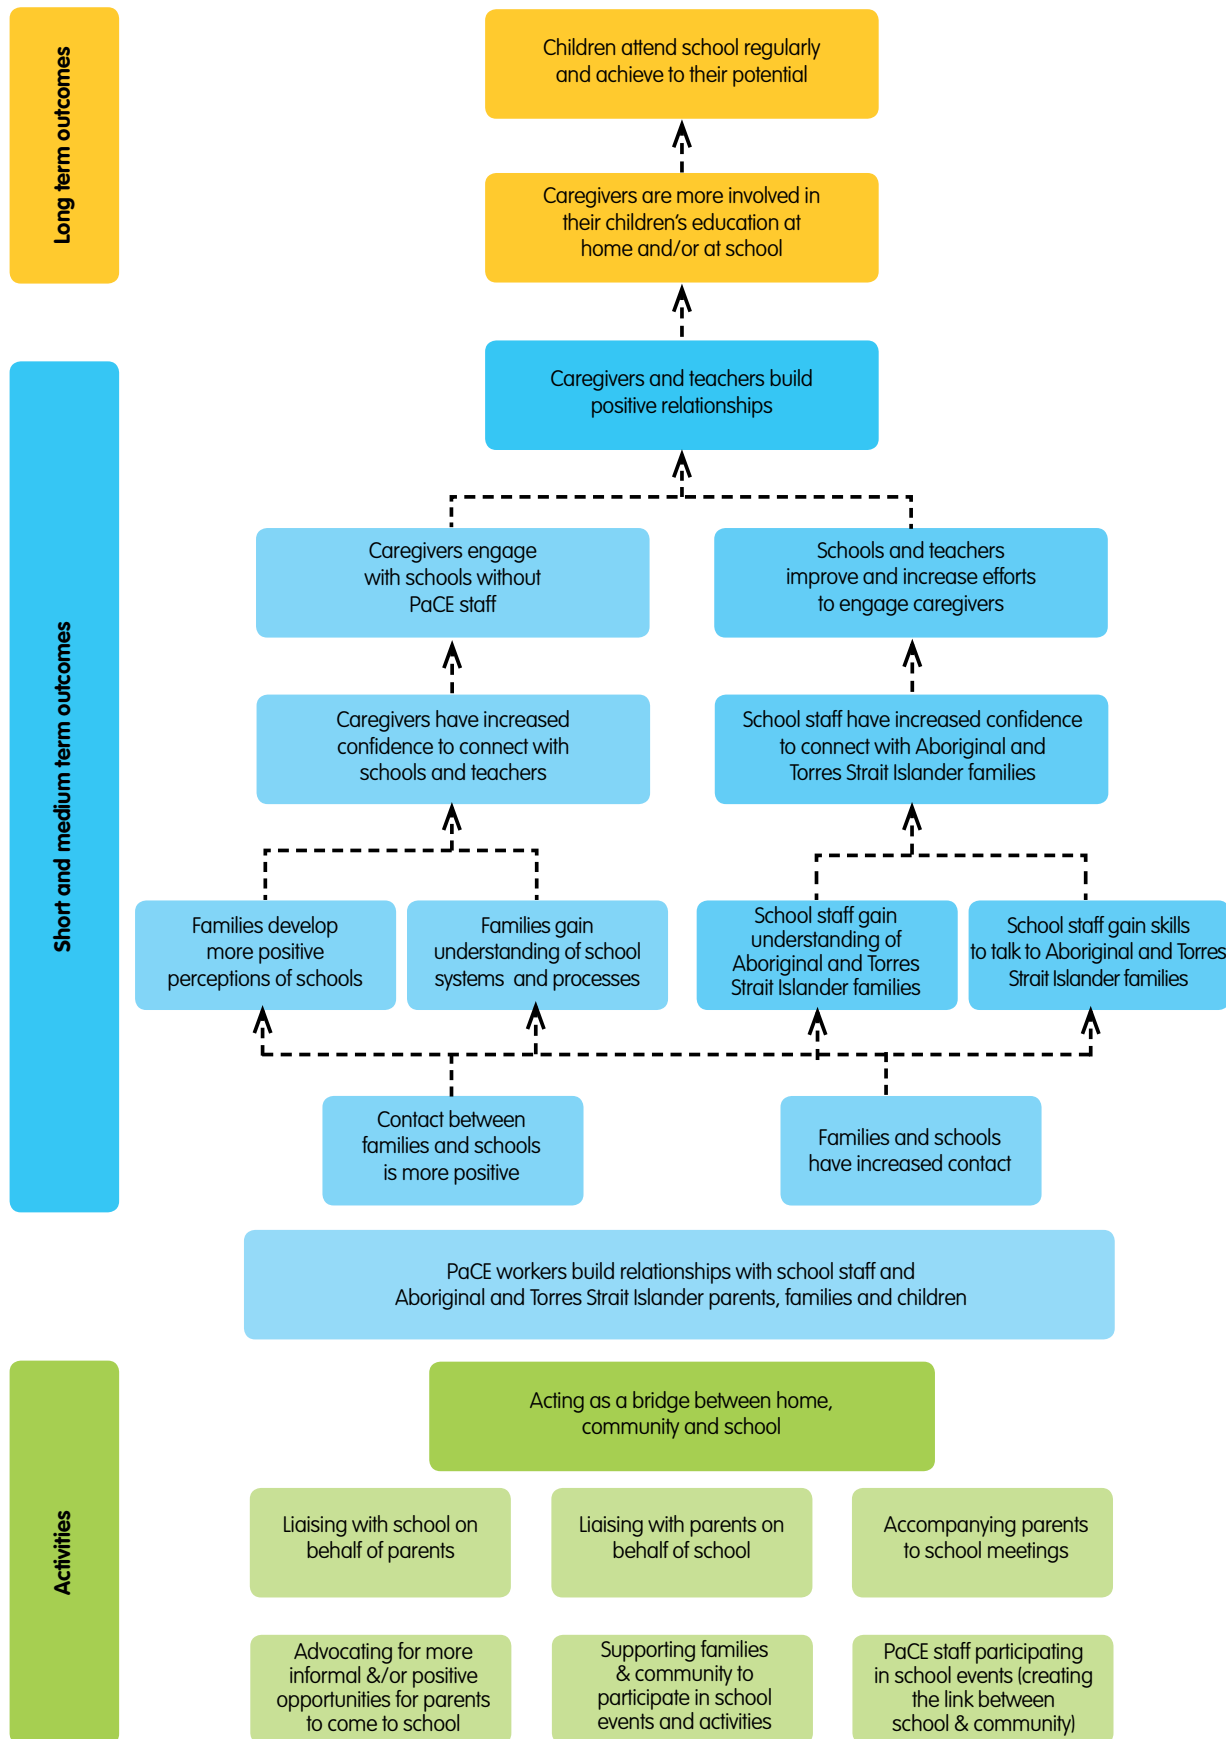 Long term outcomes
Children attend school regularly
and achieve to their potential
Caregivers are more involved in
their children’s education at
home and/or at school
Short and medium term outcomes
Caregivers and teachers build
positive relationships
Caregivers engage
with schools without
PaCE staff
Schools and teachers
improve and increase efforts
to engage caregivers
Caregivers have increased
confidence to connect with
schools and teachers
School staff have increased confidence
to connect with Aboriginal and
Torres Strait Islander families
Families develop
more positive
perceptions of schools
Families gain
understanding of school
systems and processes
School staff gain
understanding of
Aboriginal and Torres
Strait Islander families
School staff gain skills
to talk to Aboriginal and Torres
Strait Islander families
Contact between
families and schools
is more positive
Families and schools
have increased contact
PaCE workers build relationships with school staff and
Aboriginal and Torres Strait Islander parents, families and children
Activities
Acting as a bridge between home,
community and school
Liaising with school on
behalf of parents
Liaising with parents on
behalf of school
Accompanying parents
to school meetings
Advocating for more
informal &/or positive
opportunities for parents
to come to school
Supporting families
& community to
participate in school
events and activities
PaCE staff participating
in school events (creating
the link between
school & community)